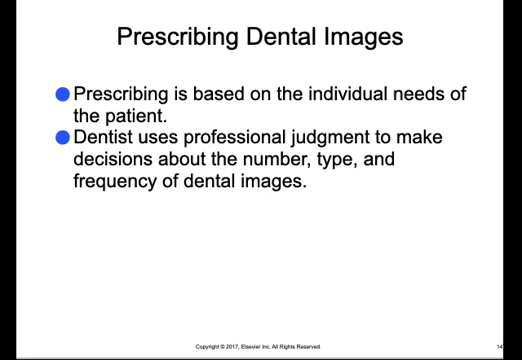 Prescribing Dental Images
Prescribing is based on the individual needs of
the patient.
Dentist uses professional judgment to make
decisions about the number, type, and
frequency of dental images.
Copyright © 2017, Elsevier Inc. All Rights Reserved.
14